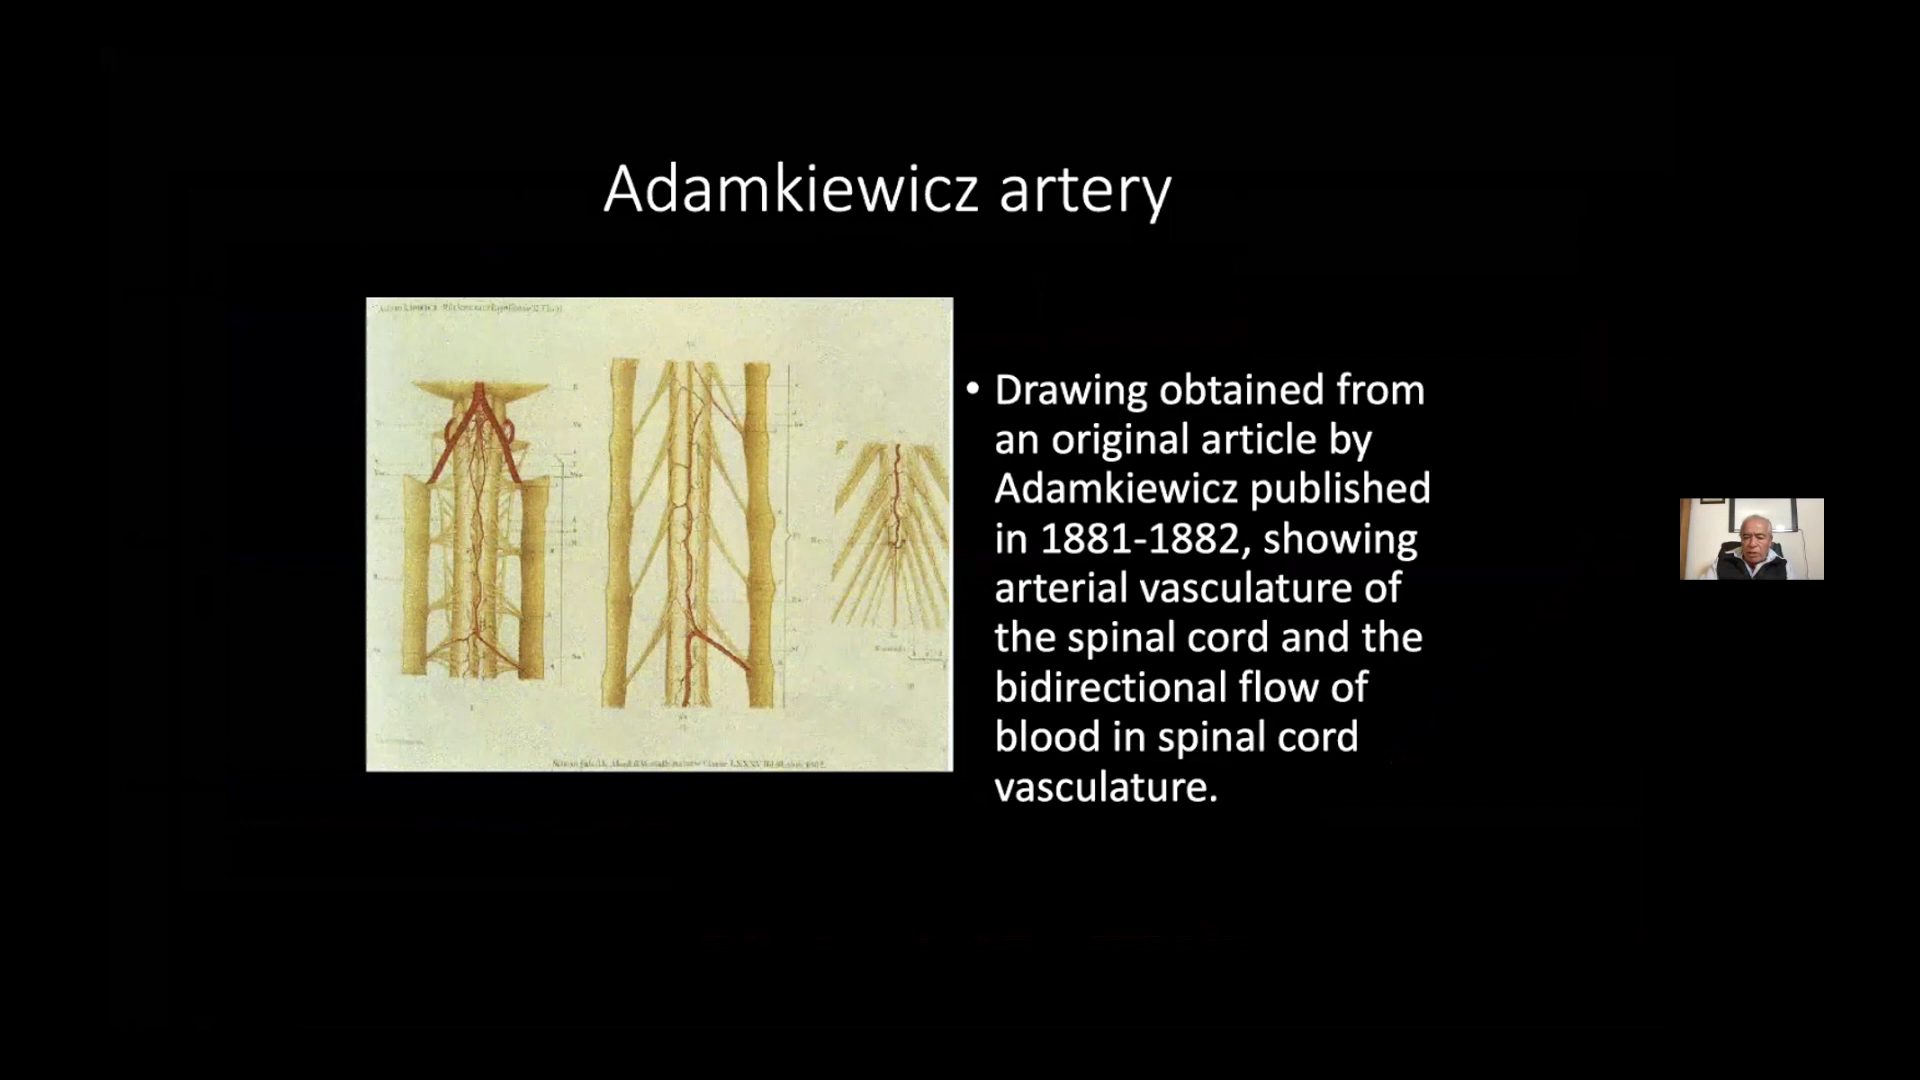 Adamkiewicz artery
• Drawing obtained from
an original article by
Adamkiewicz published
in 1881-1882, showing
arterial vasculature of
the spinal cord and the
bidirectional flow of
blood in spinal cord
vasculature.